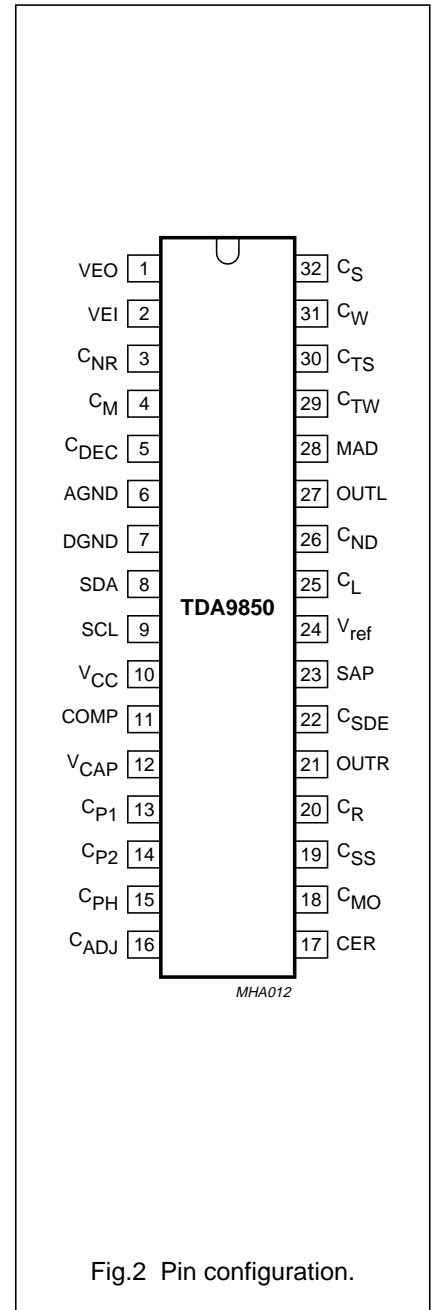 VEO 1 32 CS
VEI 2 31 CW
CNR 3 30 CTS
CM 4 29 CTW
CDEC 5 28 MAD
AGND 6 27 OUTL
DGND 7 26 CND
SDA 8 25 CL
TDA9850
SCL 9 24 Vref
VCC 10 23 SAP
COMP 11 22 CSDE
VCAP 12 21 OUTR
CP1 13 20 CR
CP2 14 19 CSS
CPH 15 18 CMO
CADJ 16 17 CER
MHA012
Fig.2 Pin configuration.